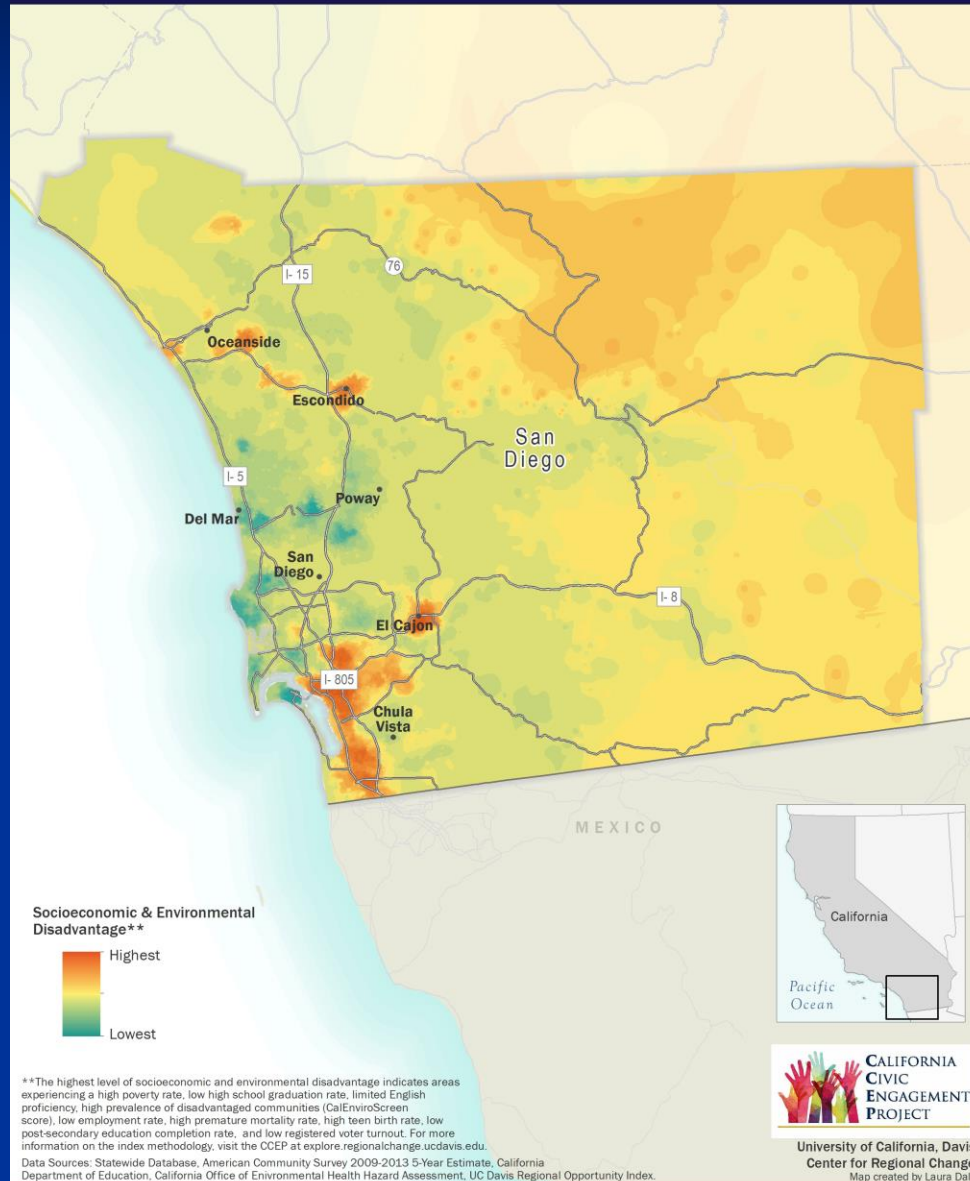 I- 15
76
Oceanside
Escondido
San
Diego
I- 5
Poway
Del Mar
San
Diego
I- 8
El Cajon
I- 805
Chula
Vista
MEXICO
Socioeconomic & Environmental
Disadvantage**
Highest
Lowest
California
Pacific
Ocean
**The highest level of socioeconomic and environmental disadvantage indicates areas
experiencing a high poverty rate, low high school graduation rate, limited English
proficiency, high prevalence of disadvantaged communities (CalEnviroScreen
score), low employment rate, high premature mortality rate, high teen birth rate, low
post-secondary education completion rate, and low registered voter turnout. For more
information on the index methodology, visit the CCEP at explore.regionalchange.ucdavis.edu.
Data Sources: Statewide Database, American Community Survey 2009-2013 5-Year Estimate, California
Department of Education, California Office of Environmental Health Hazard Assessment, UC Davis Regional Opportunity Index.
CALIFORNIA
CIVIC
ENGAGEMENT
PROJECT
University of California, Davis
Center for Regional Change
Map created by Laura